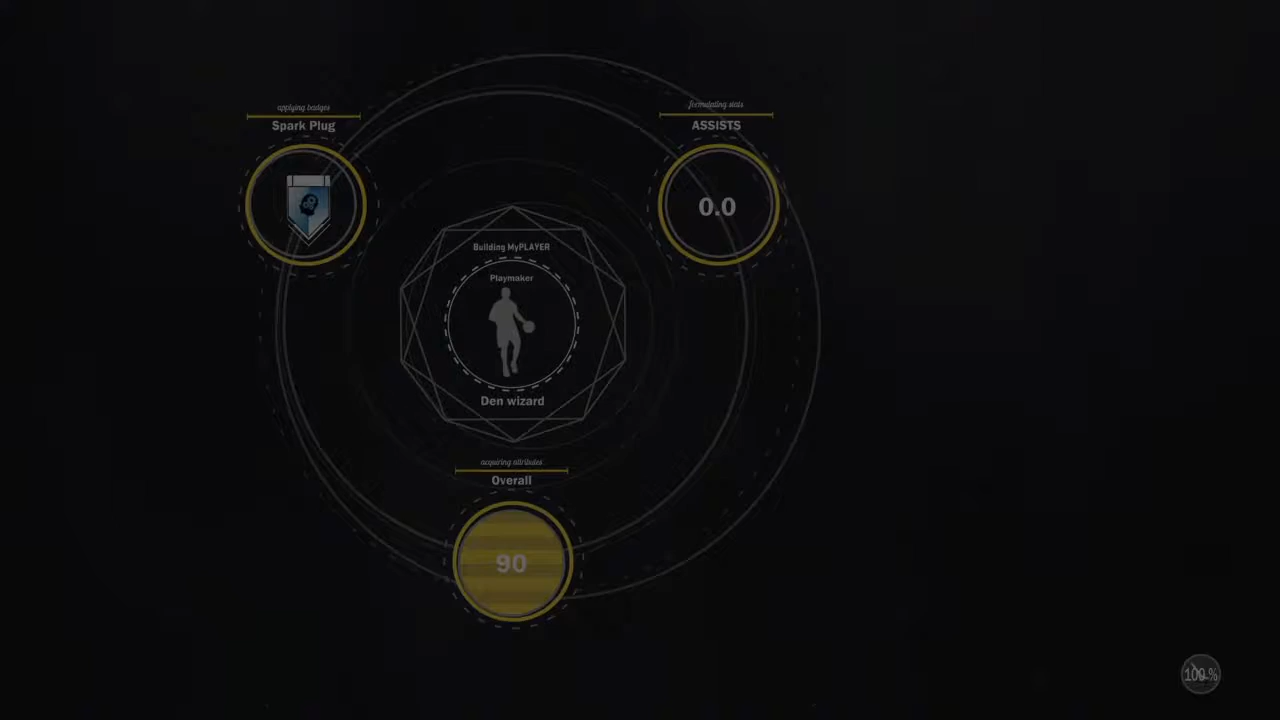 applying badges
Spark Plug
formulating stats
ASSISTS
0.0
Building MyPLAYER
Playmaker
Den wizard
acquiring attributes
Overall
90
100%